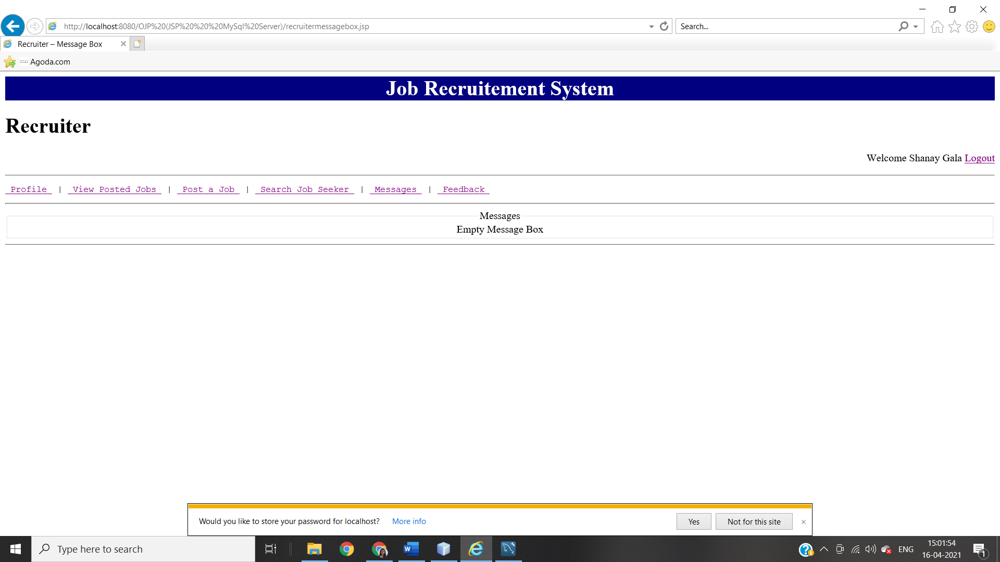 http://localhost:8080/OJP%20(JSP%20%20%20MySql%20Server)/recruitermessagebox.jsp
Search...
Recruiter – Message Box
Agoda.com
Job Recruitement System
Recruiter
Welcome Shanay Gala Logout
Profile | View Posted Jobs | Post a Job | Search Job Seeker | Messages | Feedback
Messages
Empty Message Box
Would you like to store your password for localhost? More info Yes Not for this site
Type here to search
ENG
15:01:54
16-04-2021
1